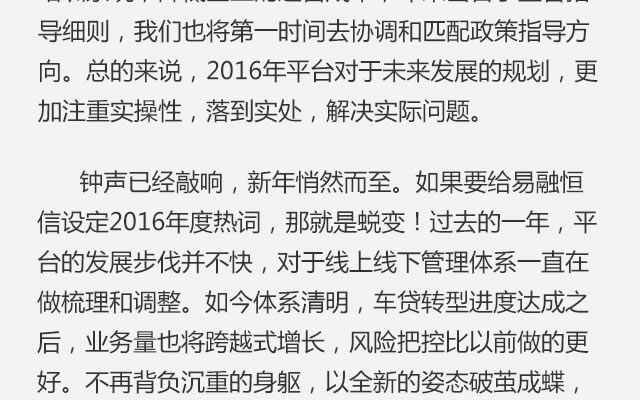 导细则，我们也将第一时间去协调和匹配政策指导方
向。总的来说，2016年平台对于未来发展的规划，更
加注重实操性，落到实处，解决实际问题。
钟声已经敲响，新年悄然而至。如果要给易融恒
信设定2016年度热词，那就是蜕变！过去的一年，平
台的发展步伐并不快，对于线上线下管理体系一直在
做梳理和调整。如今体系清明，车贷转型进度达成之
后，业务量也将跨越式增长，风险把控比以前做的更
好。不再背负沉重的身躯，以全新的姿态破茧成蝶，